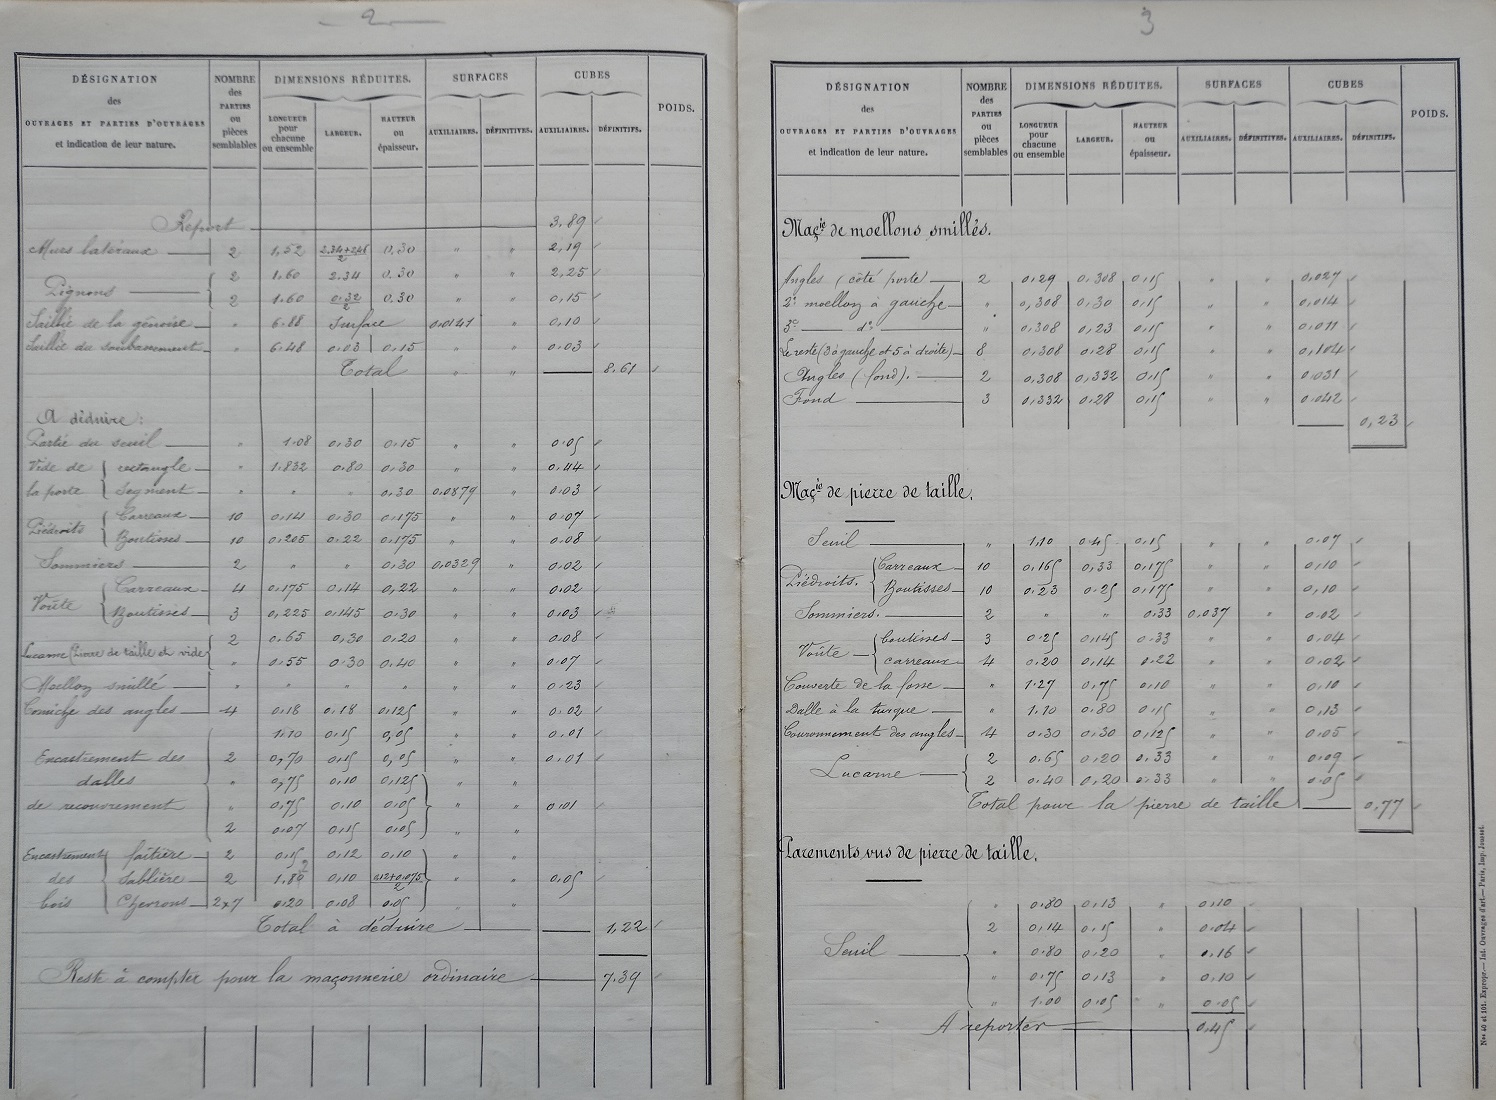 2
DÉSIGNATION des OUVRAGES ET PARTIES D'OUVRAGES et indication de leur nature.
NOMBRE des PARTIES ou pièces semblables
DIMENSIONS RÉDUITES.
LONGUEUR pour chacune ou ensemble
LARGEUR.
HAUTEUR ou épaisseur.
SURFACES
AUXILIAIRES.
DÉFINITIVES.
CUBES
AUXILIAIRES.
DÉFINITIFS.
POIDS.
Report 3,89
Murs latéraux 2 1,52 2.34+2,46/2 0,30 " " 2,19
Pignons 2 1,60 2.34 0,30 2,25
2 1.60 0.32/2 0,30 " " 0,15
Saillie de la génoise " 6.88 Surface 0,0141 " 0,10
Saillie du soubassement " 6,48 0,03 0,15 " " 0,03
Total " " 8,61
A déduire :
Partie du seuil " 1.08 0,30 0,15 " " 0,05
Vide de la porte { rectangle " 1.832 0.80 0,30 " " 0,44
Segment " " " 0,30 0,0879 " 0,03
Piédroits { Carreaux 10 0,14 0,30 0,175 " " 0,07
Boutisses 10 0,205 0,22 0,175 " " 0,08
Sommiers 2 " " 0,30 0,0329 " 0,02
Voûte { Carreaux 4 0,175 0,14 0,22 " " 0,02
Boutisses 3 0,225 0,145 0,30 " " 0,03
Lucarne (Pierre de taille et vide { 2 0,65 0,30 0,20 " " 0,08
" 0,55 0,30 0,40 " " 0,07
Moellon smillé " " " " " " 0,23
Corniche des angles 4 0,18 0,18 0,125 " " 0,02
1,10 0,15 0,05 " " 0,01
Encastrement des dalles de recouvrement { 2 0,70 0,15 0,05 " " 0,01
" 0,75 0,10 0,125
" 0,75 0,10 0,05 " " 0,01
2 0,07 0,15 0,05 " "
Encastrement des bois { faîtière 2 0,15 0,12 0,10 " "
Sablière 2 1,80 0,10 0,12+0,075/2 " " 0,05
Chevrons 2x7 0,20 0,08 0,05 " "
Total à déduire 1,22
Reste à compter pour la maçonnerie ordinaire 7.39
3
DÉSIGNATION des OUVRAGES ET PARTIES D'OUVRAGES et indication de leur nature.
NOMBRE des PARTIES ou pièces semblables
DIMENSIONS RÉDUITES.
LONGUEUR pour chacune ou ensemble
LARGEUR.
HAUTEUR ou épaisseur.
SURFACES
AUXILIAIRES.
DÉFINITIVES.
CUBES
AUXILIAIRES.
DÉFINITIFS.
POIDS.
Maçie de moellons smillés.
Angles (côté porte) 2 0,29 0,308 0,15 " " 0,027
2e moellon à gauche " 0,308 0,30 0,15 " " 0,014
3e do " 0,308 0,23 0,15 " " 0,011
Le reste (3 à gauche et 5 à droite) 8 0,308 0,28 0,15 " " 0,104
Angles (fond). 2 0,308 0,332 0,15 " " 0,031
Fond 3 0,332 0,28 0,15 " " 0,042
0,23
Maçie de pierre de taille.
Seuil " 1,10 0,45 0,15 " " 0,07
Piédroits. { Carreaux 10 0,165 0,33 0,175 " " 0,10
Boutisses 10 0,23 0,25 0,175 " " 0,10
Sommiers. 2 " " 0,33 0,037 " 0,02
Voûte { boutisses 3 0,25 0,145 0,33 " " 0,04
carreaux 4 0,20 0,14 0,22 " " 0,02
Couverte de la fosse " 1.27 0,75 0,10 " " 0,10
Dalle à la turque " 1,10 0,80 0,15 " " 0,13
Couronnement des angles 4 0,30 0,30 0,125 " " 0,05
Lucarne { 2 0,65 0,20 0,33 " " 0,09
2 0,40 0,20 0,33 " " 0,05
Total pour la pierre de taille 0,77
Parements vus de pierre de taille.
" 0,80 0,13 " 0,10
2 0,14 0,15 " 0,04
Seuil { " 0.80 0,20 " 0,16
" 0,75 0,13 " 0,10
" 1.00 0,05 " 0.05
A reporter 0,45
Nos 40 et 101. Expropr.— Int. Ouvrages d'art.— Paris, Imp. Jousset.